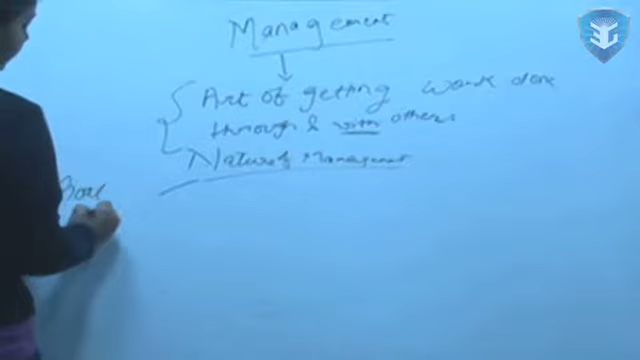 Management
Art of getting work done
through & with others
Nature of Management